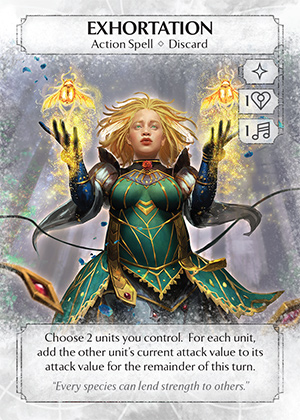 EXHORTATION
Action Spell ⟡ Discard
1
1
Choose 2 units you control. For each unit,
add the other unit's current attack value to its
attack value for the remainder of this turn.
"Every species can lend strength to others."